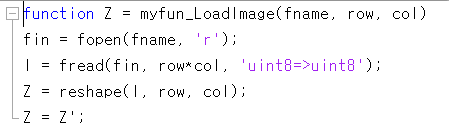 function Z = myfun_LoadImage(fname, row, col)
fin = fopen(fname, 'r');
I = fread(fin, row*col, 'uint8=>uint8');
Z = reshape(I, row, col);
Z = Z';